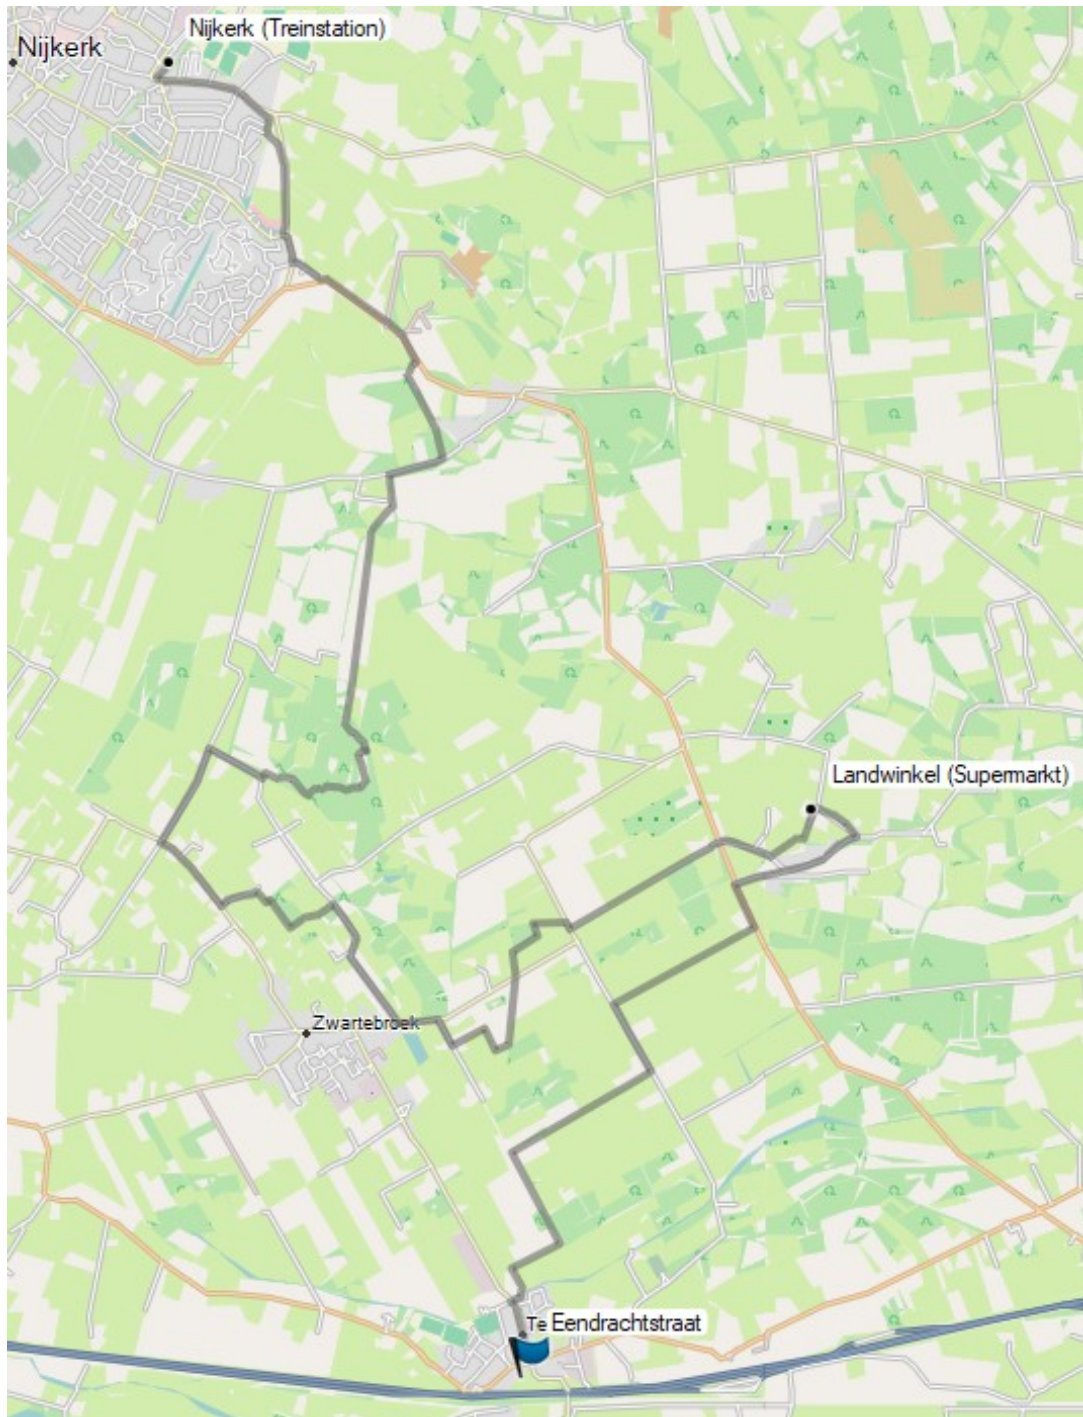 Nijkerk (Treinstation)
Nijkerk
Landwinkel (Supermarkt)
Zwartebroek
Te Eendrachtstraat